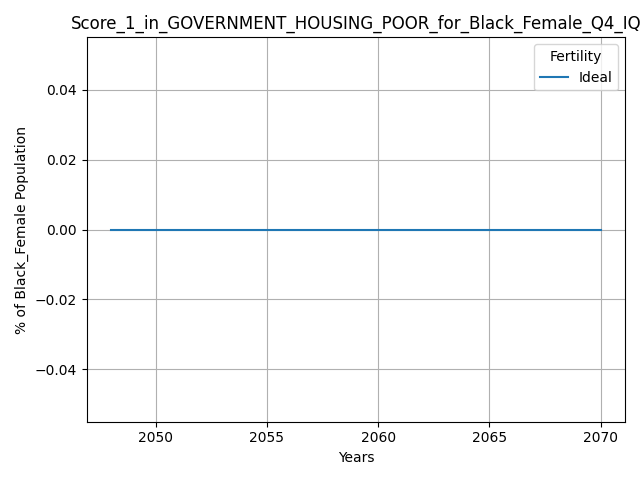 Score_1_in_GOVERNMENT_HOUSING_POOR_for_Black_Female_Q4_IQ
Fertility
Ideal
% of Black_Female Population
0.04
0.02
0.00
−0.02
−0.04
2050 2055 2060 2065 2070
Years